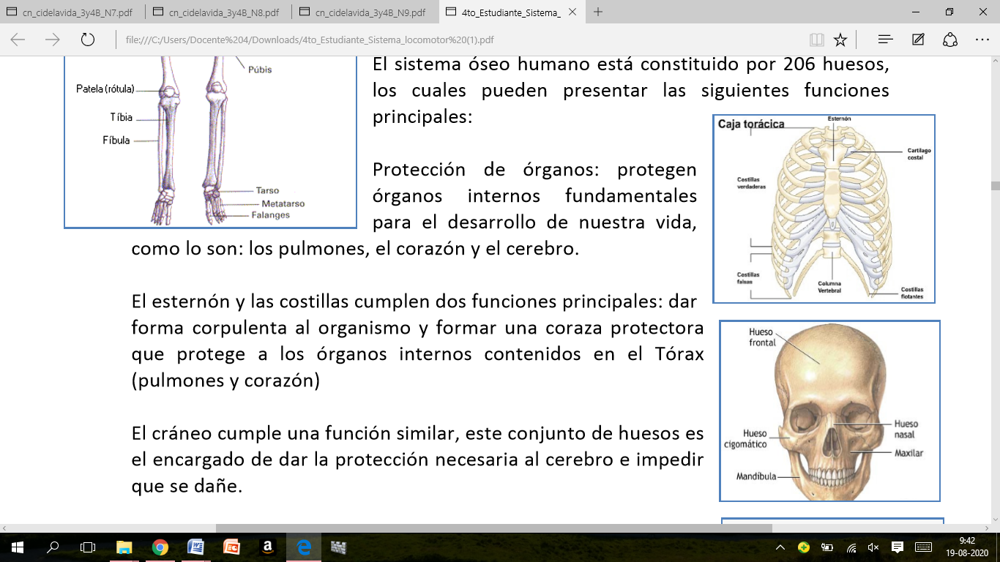 cn_cidelavida_3y4B_N7.pdf
cn_cidelavida_3y4B_N8.pdf
cn_cidelavida_3y4B_N9.pdf
4to_Estudiante_Sistema_
file:///C:/Users/Docente%204/Downloads/4to_Estudiante_Sistema_locomotor%20(1).pdf
Púbis
Patela (rótula)
Tíbia
Fíbula
Tarso
Metatarso
Falanges
El sistema óseo humano está constituido por 206 huesos,
los cuales pueden presentar las siguientes funciones
principales:
Protección de órganos: protegen
órganos internos fundamentales
para el desarrollo de nuestra vida,
como lo son: los pulmones, el corazón y el cerebro.
Caja torácica
Esternón
Cartílago
costal
Costillas
verdaderas
Costillas
falsas
Columna
Vertebral
Costillas
flotantes
El esternón y las costillas cumplen dos funciones principales: dar
forma corpulenta al organismo y formar una coraza protectora
que protege a los órganos internos contenidos en el Tórax
(pulmones y corazón)
Hueso
frontal
Hueso
cigomático
Hueso
nasal
Maxilar
Mandíbula
El cráneo cumple una función similar, este conjunto de huesos es
el encargado de dar la protección necesaria al cerebro e impedir
que se dañe.
9:42
19-08-2020